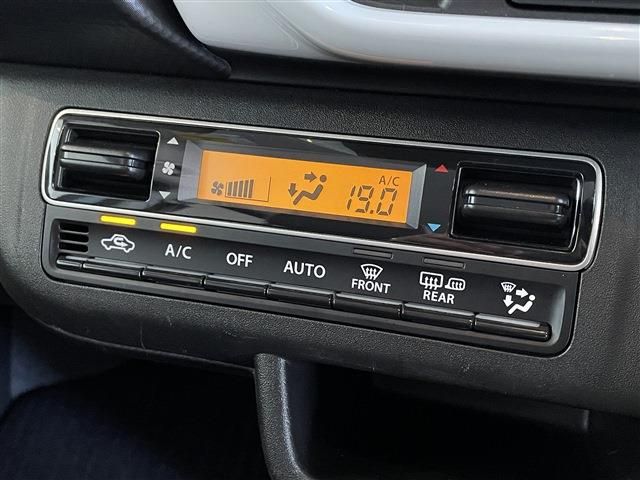 A/C
19.0
A/C
OFF
AUTO
FRONT
REAR